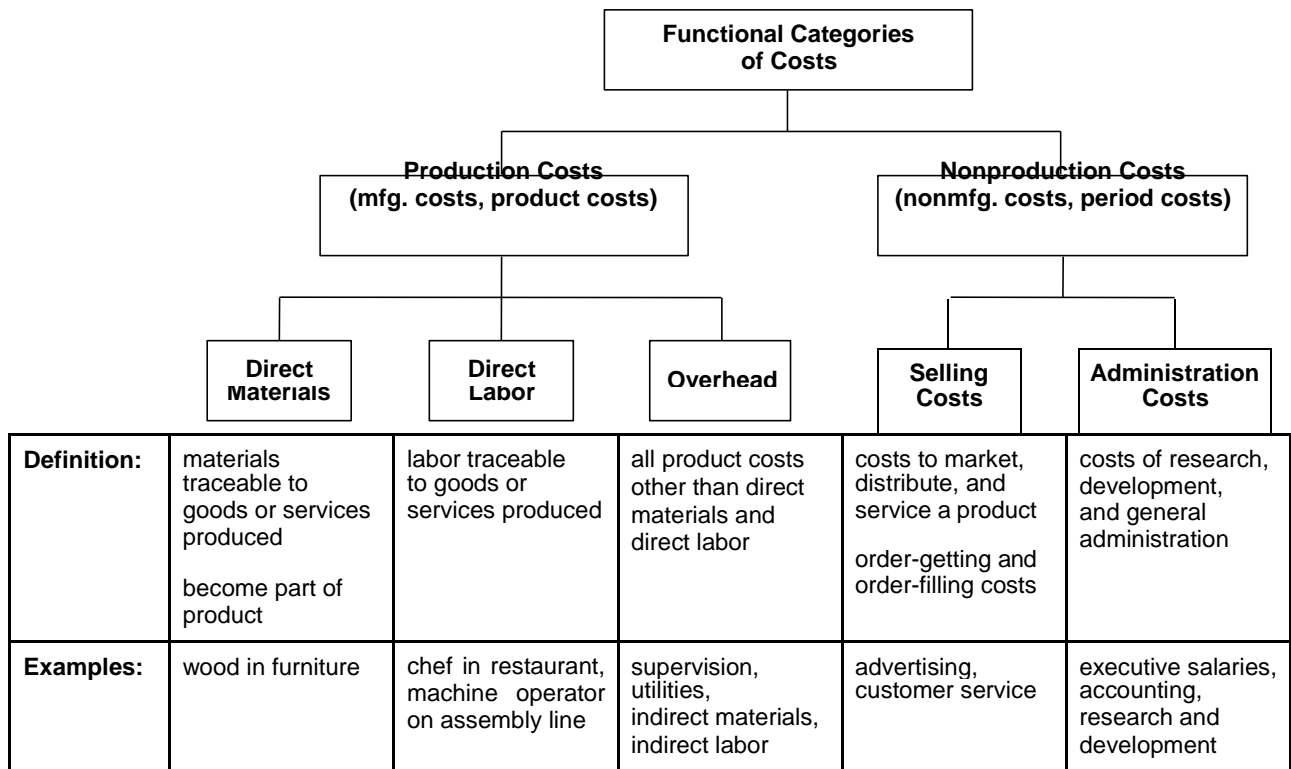 Functional Categories
of Costs
Production Costs
(mfg. costs, product costs)
Nonproduction Costs
(nonmfg. costs, period costs)
Direct
Materials
Direct
Labor
Overhead
Selling
Costs
Administration
Costs
Definition:
materials
traceable to
goods or services
produced
become part of
product
labor traceable
to goods or
services produced
all product costs
other than direct
materials and
direct labor
costs to market,
distribute, and
service a product
order-getting and
order-filling costs
costs of research,
development,
and general
administration
Examples:
wood in furniture
chef in restaurant,
machine operator
on assembly line
supervision,
utilities,
indirect materials,
indirect labor
advertising,
customer service
executive salaries,
accounting,
research and
development